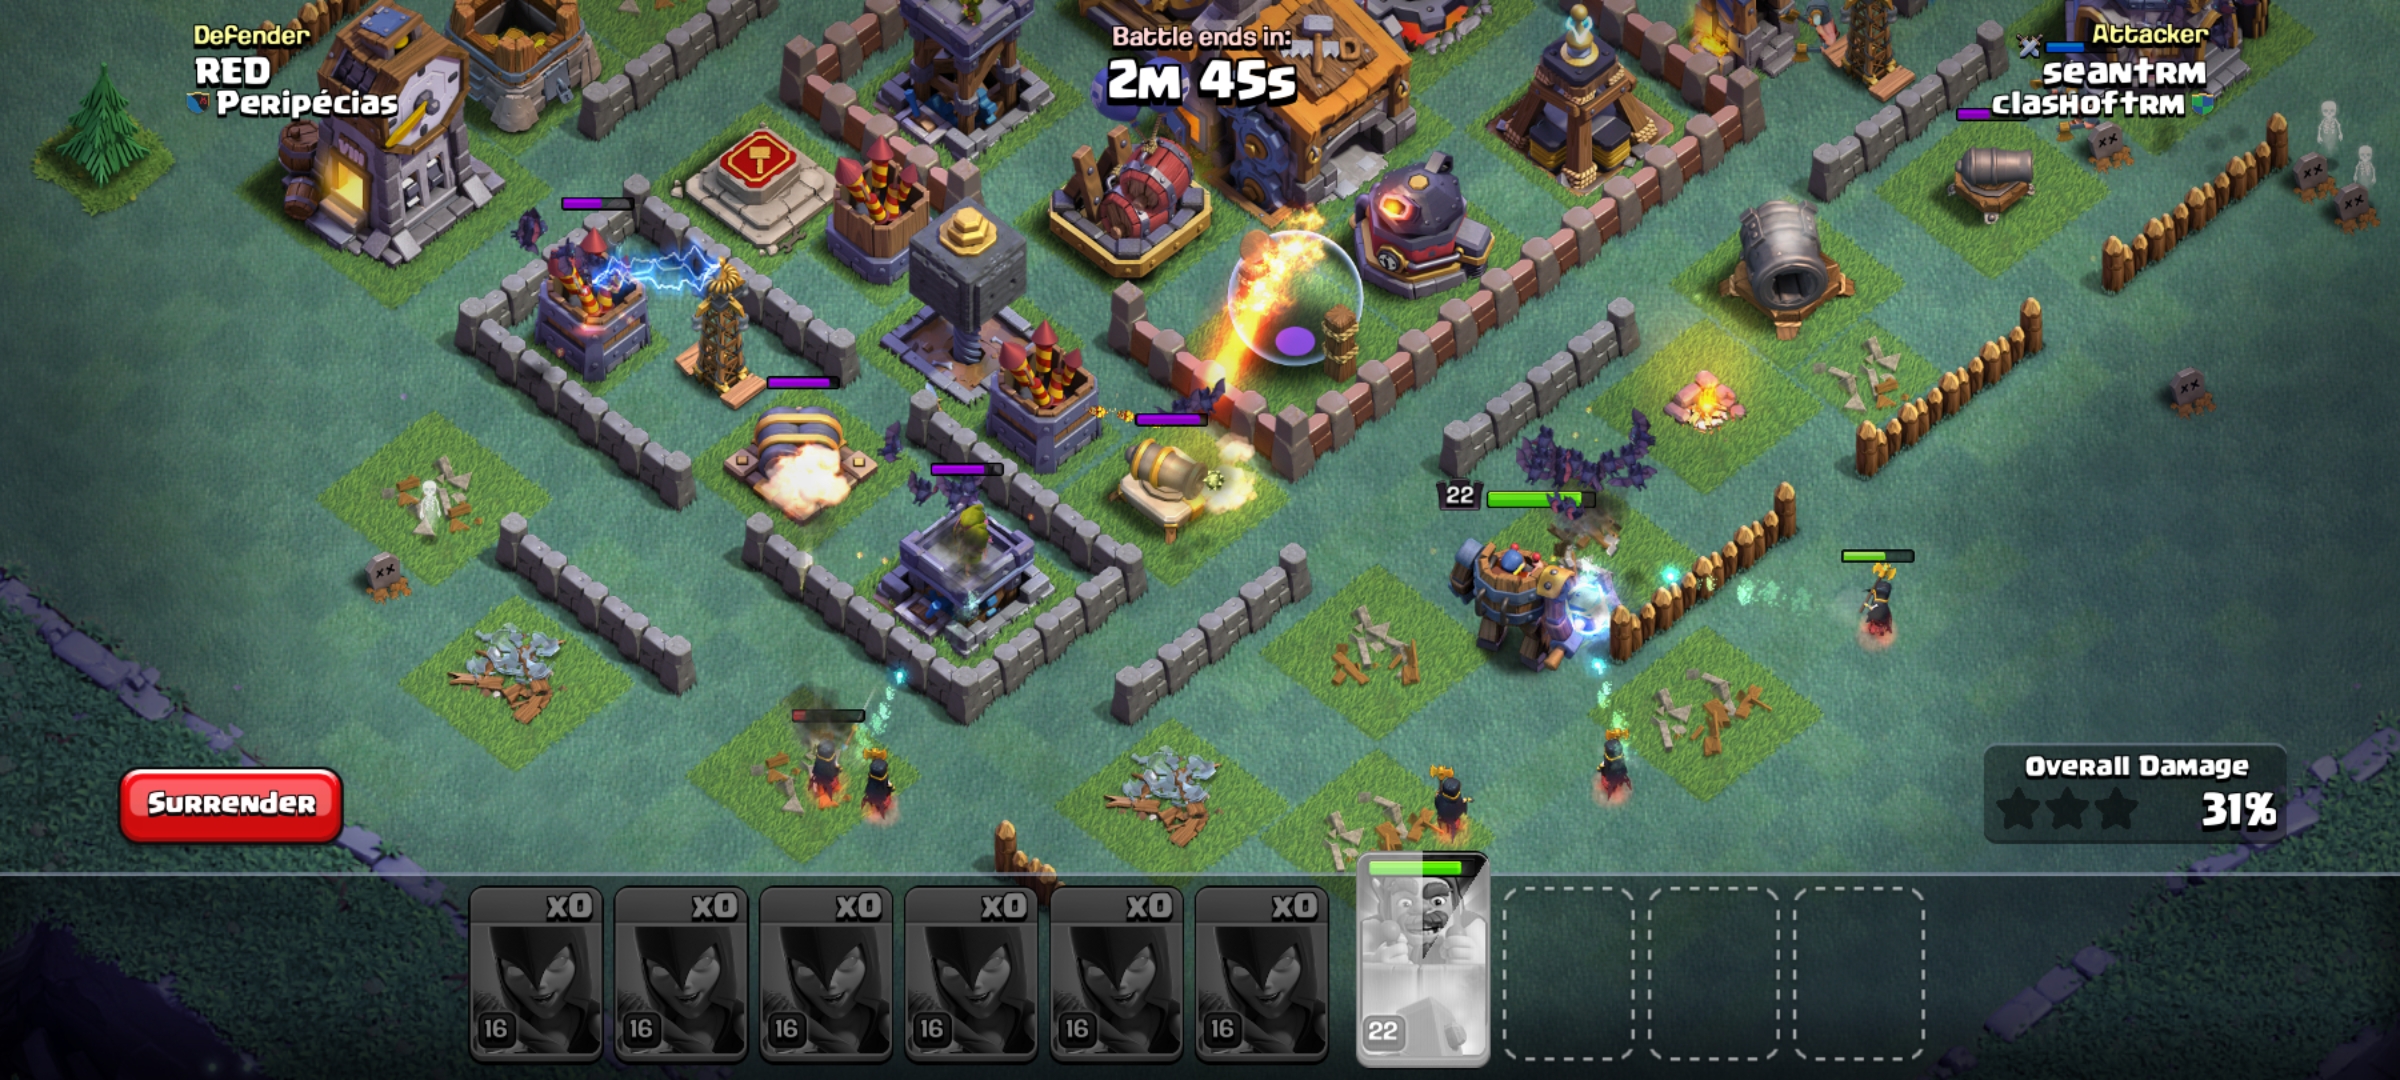 Defender
RED
Peripécias
Battle ends in:
2M 45s
Attacker
seantrm
clashoftrm
VIII
22
Surrender
Overall Damage
31%
x0
x0
x0
x0
x0
x0
16
16
16
16
16
16
22